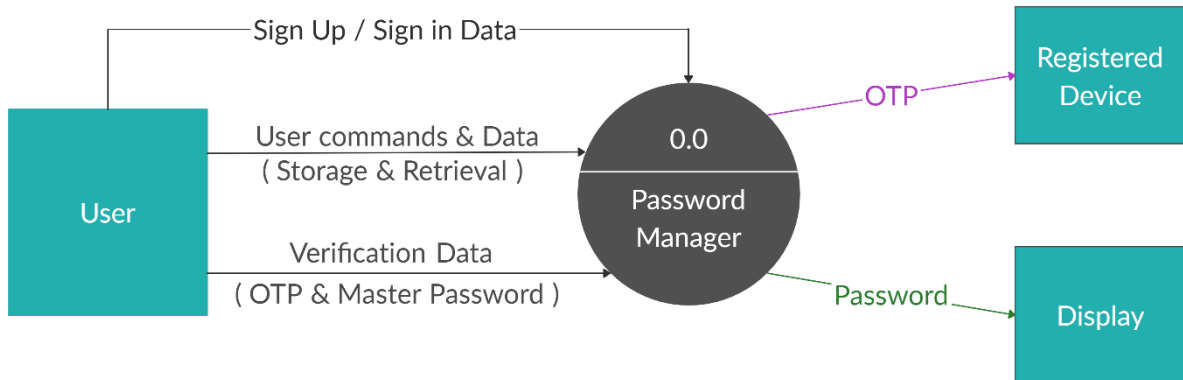 Sign Up / Sign in Data
Registered
Device
OTP
User commands & Data
( Storage & Retrieval )
0.0
User
Password
Manager
Verification Data
( OTP & Master Password )
Password
Display